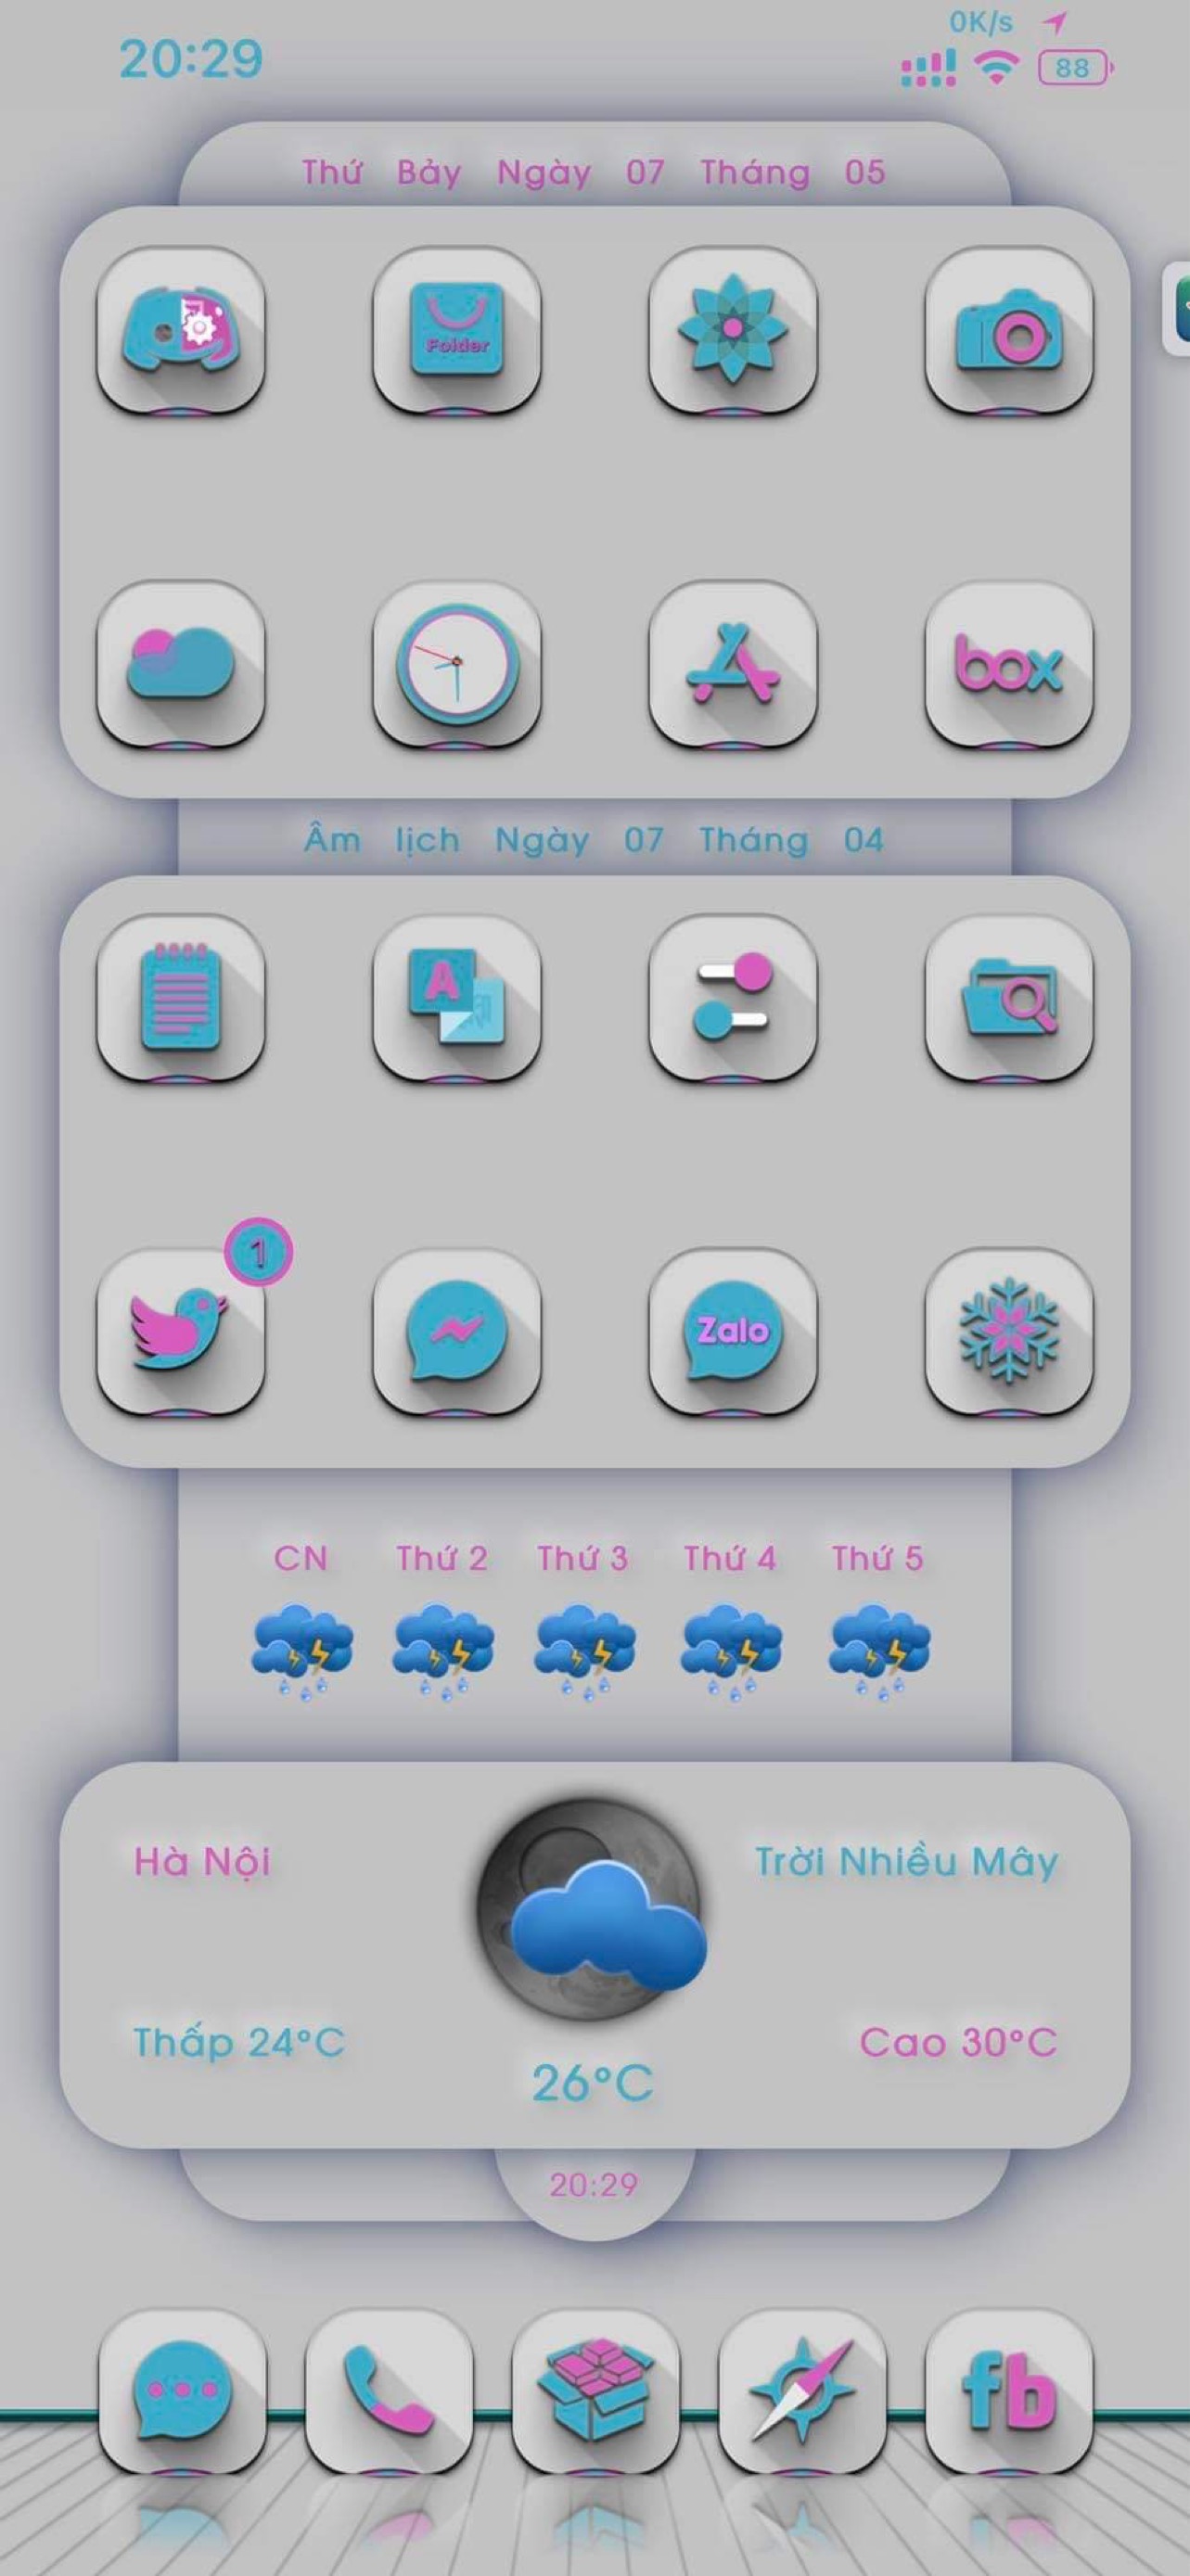 0K/s
20:29
88
Thứ Bảy Ngày 07 Tháng 05
Folder
box
Âm lịch Ngày 07 Tháng 04
A
1
Zalo
CN Thứ 2 Thứ 3 Thứ 4 Thứ 5
Hà Nội
Trời Nhiều Mây
Thấp 24°C
Cao 30°C
26°C
20:29
fb